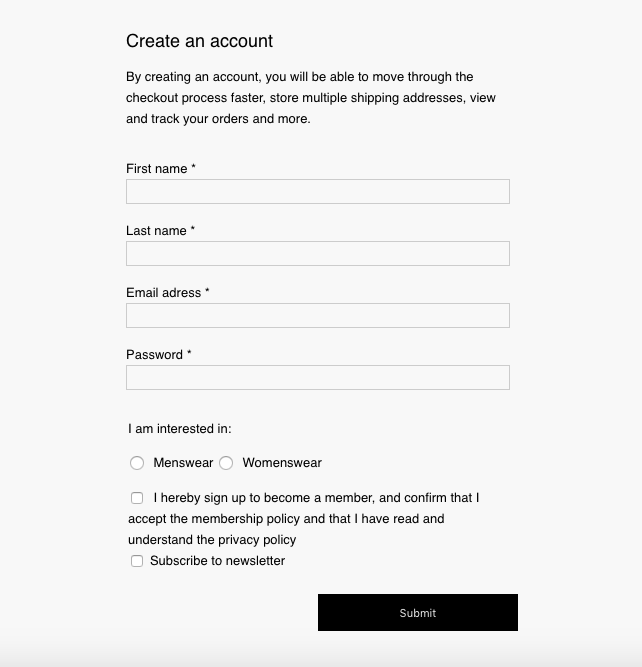 Create an account
By creating an account, you will be able to move through the
checkout process faster, store multiple shipping addresses, view
and track your orders and more.
First name *
Last name *
Email adress *
Password *
I am interested in:
Menswear Womenswear
I hereby sign up to become a member, and confirm that I
accept the membership policy and that I have read and
understand the privacy policy
Subscribe to newsletter
Submit